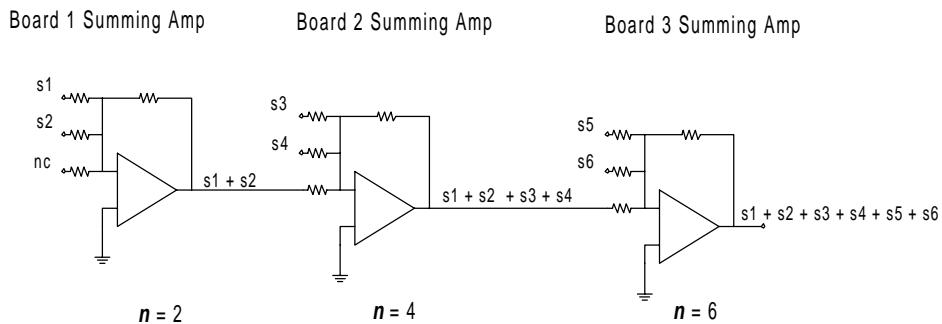 Board 1 Summing Amp
Board 2 Summing Amp
Board 3 Summing Amp
s1
s2
nc
s1 + s2
s3
s4
s1 + s2 + s3 + s4
s5
s6
s1 + s2 + s3 + s4 + s5 + s6
n = 2
n = 4
n = 6